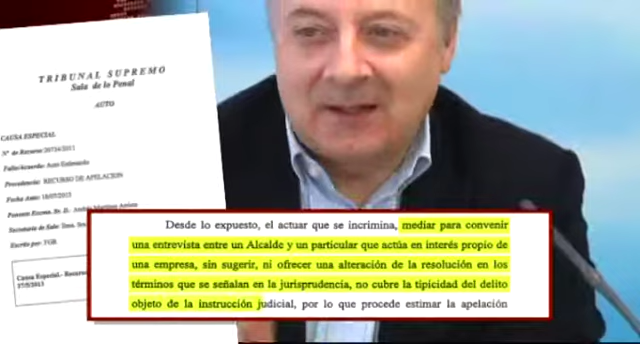 TRIBUNAL SUPREMO
Sala de lo Penal
AUTO
CAUSA ESPECIAL
Nº de Recurso:20734/2011
Fallo/Acuerdo: Auto Estimando
Procedencia: RECURSO DE APELACION
Fecha Auto: 18/07/2013
Ponente Excmo. Sr. D. Andrés
Secretaría de Sala:
Escrito por:
Causa Especial.- Recurso
Desde lo expuesto, el actuar que se incrimina, mediar para convenir
una entrevista entre un Alcalde y un particular que actúa en interés propio de
una empresa, sin sugerir, ni ofrecer una alteración de la resolución en los
términos que se señalan en la jurisprudencia, no cubre la tipicidad del delito
objeto de la instrucción judicial, por lo que procede estimar la apelación